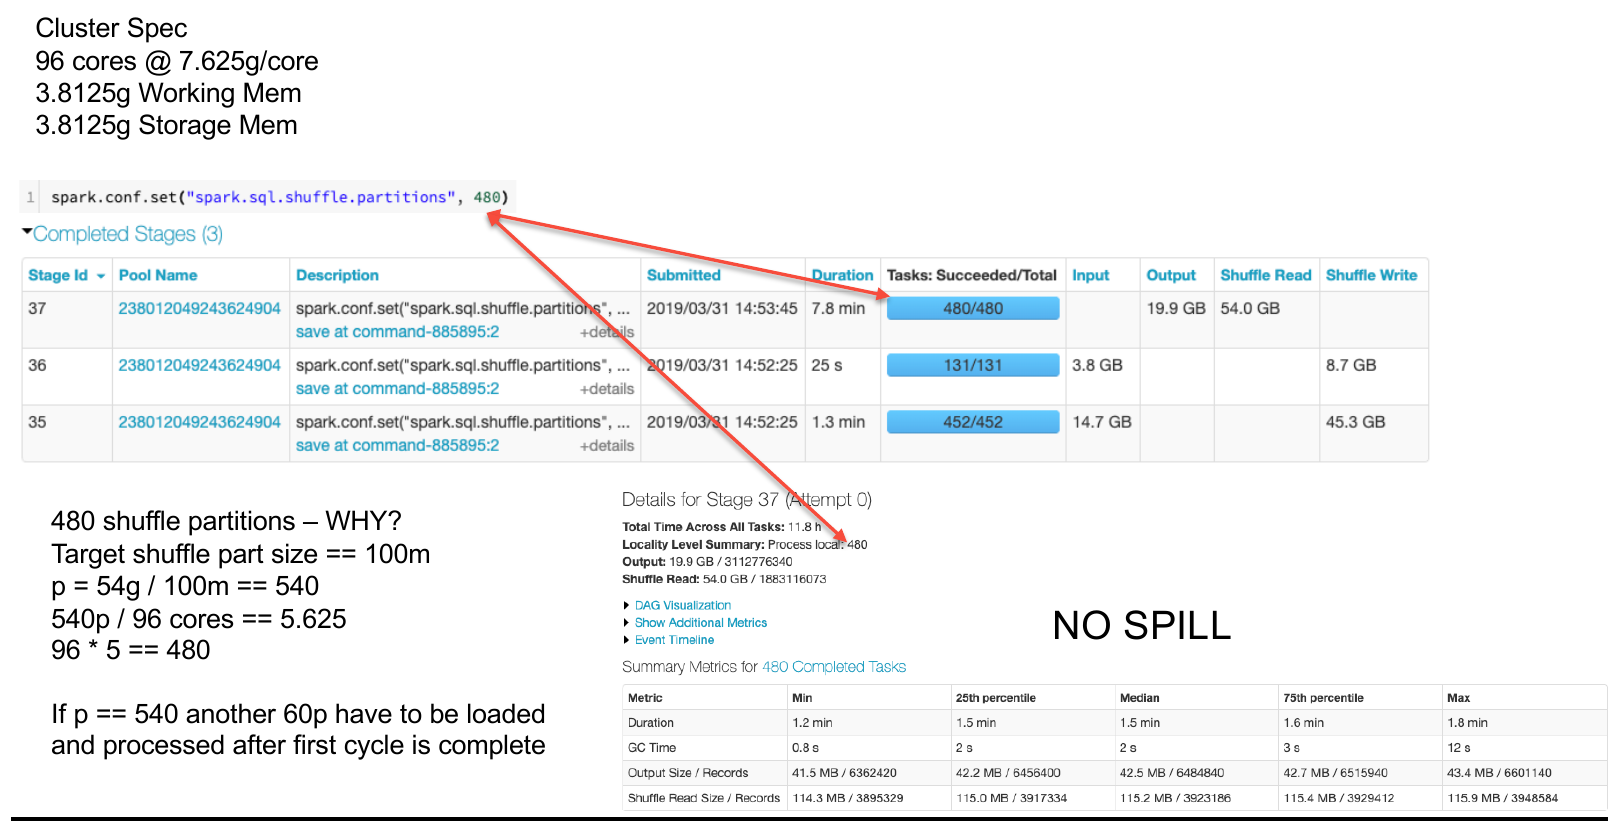 Cluster Spec
96 cores @ 7.625g/core
3.8125g Working Mem
3.8125g Storage Mem
1 spark.conf.set("spark.sql.shuffle.partitions", 480)
Completed Stages (3)
Stage Id Pool Name Description Submitted Duration Tasks: Succeeded/Total Input Output Shuffle Read Shuffle Write
37 2380120492436249​04 spark.conf.set("spark.sql.shuffle.partitions", ... 2019/03/31 14:53:45 7.8 min 480/480 19.9 GB 54.0 GB
save at command-885895:2 +details
36 238012049243624904 spark.conf.set("spark.sql.shuffle.partitions", ... 2019/03/31 14:52:25 25 s 131/131 3.8 GB 8.7 GB
save at command-885895:2 +details
35 238012049243624904 spark.conf.set("spark.sql.shuffle.partitions", ... 2019/03/31 14:52:25 1.3 min 452/452 14.7 GB 45.3 GB
save at command-885895:2 +details
480 shuffle partitions – WHY?
Target shuffle part size == 100m
p = 54g / 100m == 540
540p / 96 cores == 5.625
96 * 5 == 480
If p == 540 another 60p have to be loaded
and processed after first cycle is complete
Details for Stage 37 (Attempt 0)
Total Time Across All Tasks: 11.8 h
Locality Level Summary: Process local: 480
Output: 19.9 GB / 3112776340
Shuffle Read: 54.0 GB / 1883116073
DAG Visualization
Show Additional Metrics
Event Timeline
NO SPILL
Summary Metrics for 480 Completed Tasks
Metric Min 25th percentile Median 75th percentile Max
Duration 1.2 min 1.5 min 1.5 min 1.6 min 1.8 min
GC Time 0.8 s 2 s 2 s 3 s 12 s
Output Size / Records 41.5 MB / 6362420 42.2 MB / 6456400 42.5 MB / 6484840 42.7 MB / 6515940 43.4 MB / 6601140
Shuffle Read Size / Records 114.3 MB / 3895329 115.0 MB / 3917334 115.2 MB / 3923186 115.4 MB / 3929412 115.9 MB / 3948584